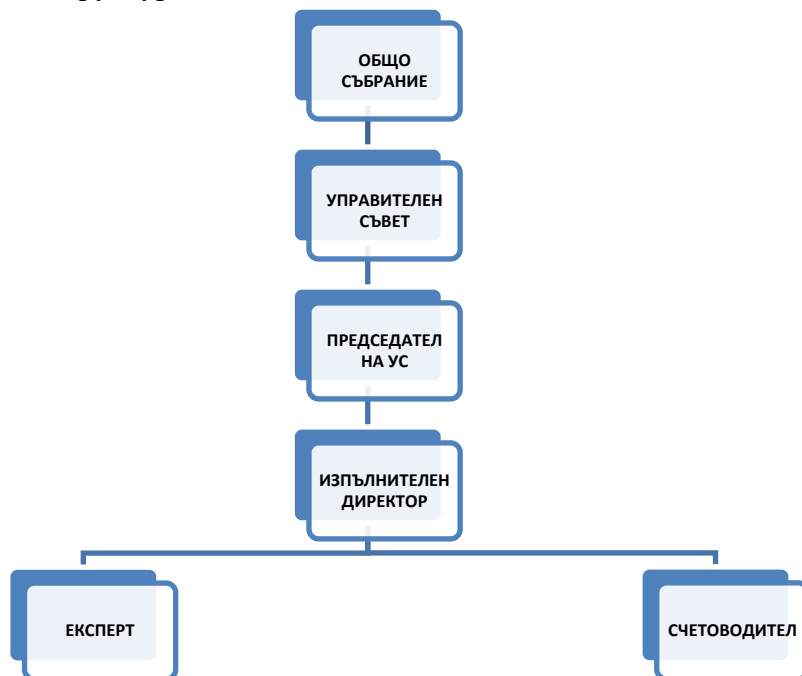 ОБЩО
СЪБРАНИЕ
УПРАВИТЕЛЕН
СЪВЕТ
ПРЕДСЕДАТЕЛ
НА УС
ИЗПЪЛНИТЕЛЕН
ДИРЕКТОР
ЕКСПЕРТ
СЧЕТОВОДИТЕЛ